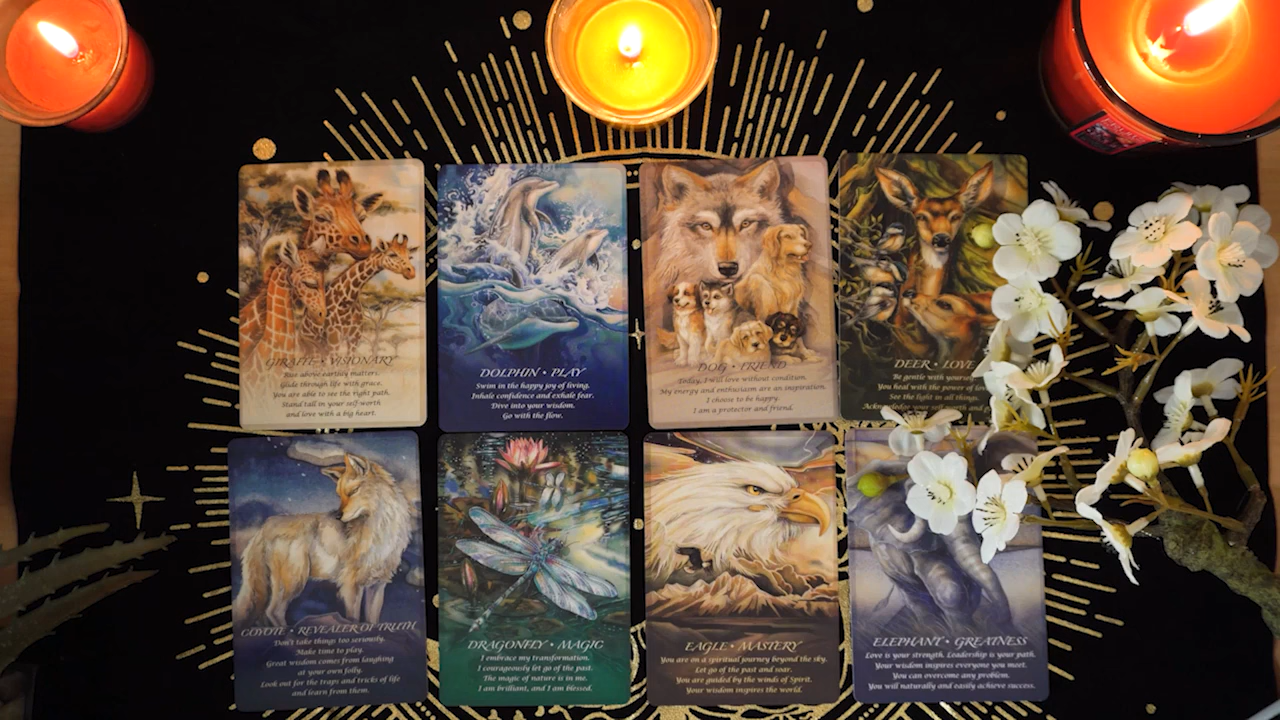 GIRAFFE • VISIONARY
Rise above earthly matters.
Glide through life with grace.
You are able to see the right path.
Stand tall in your self-worth
and love with a big heart.
DOLPHIN • PLAY
Swim in the happy joy of living.
Inhale confidence and exhale fear.
Dive into your wisdom.
Go with the flow.
DOG • FRIEND
Today, I will love without condition.
My energy and enthusiasm are an inspiration.
I choose to be happy.
I am a protector and friend.
DEER • LOVE
Be gentle with yourself.
You heal with the power of
See the light in all things.
Acknowledge your self-worth and
COYOTE • REVEALER OF TRUTH
Don't take things too seriously.
Make time to play.
Great wisdom comes from laughing
at your own folly.
Look out for the traps and tricks of life
and learn from them.
DRAGONFLY • MAGIC
I embrace my transformation.
I courageously let go of the past.
The magic of nature is in me.
I am brilliant, and I am blessed.
EAGLE • MASTERY
You are on a spiritual journey beyond the sky.
Let go of the past and soar.
You are guided by the winds of Spirit.
Your wisdom inspires the world.
ELEPHANT • GREATNESS
Love is your strength. Leadership is your path.
Your wisdom inspires everyone you meet.
You can overcome any problem.
You will naturally and easily achieve success.